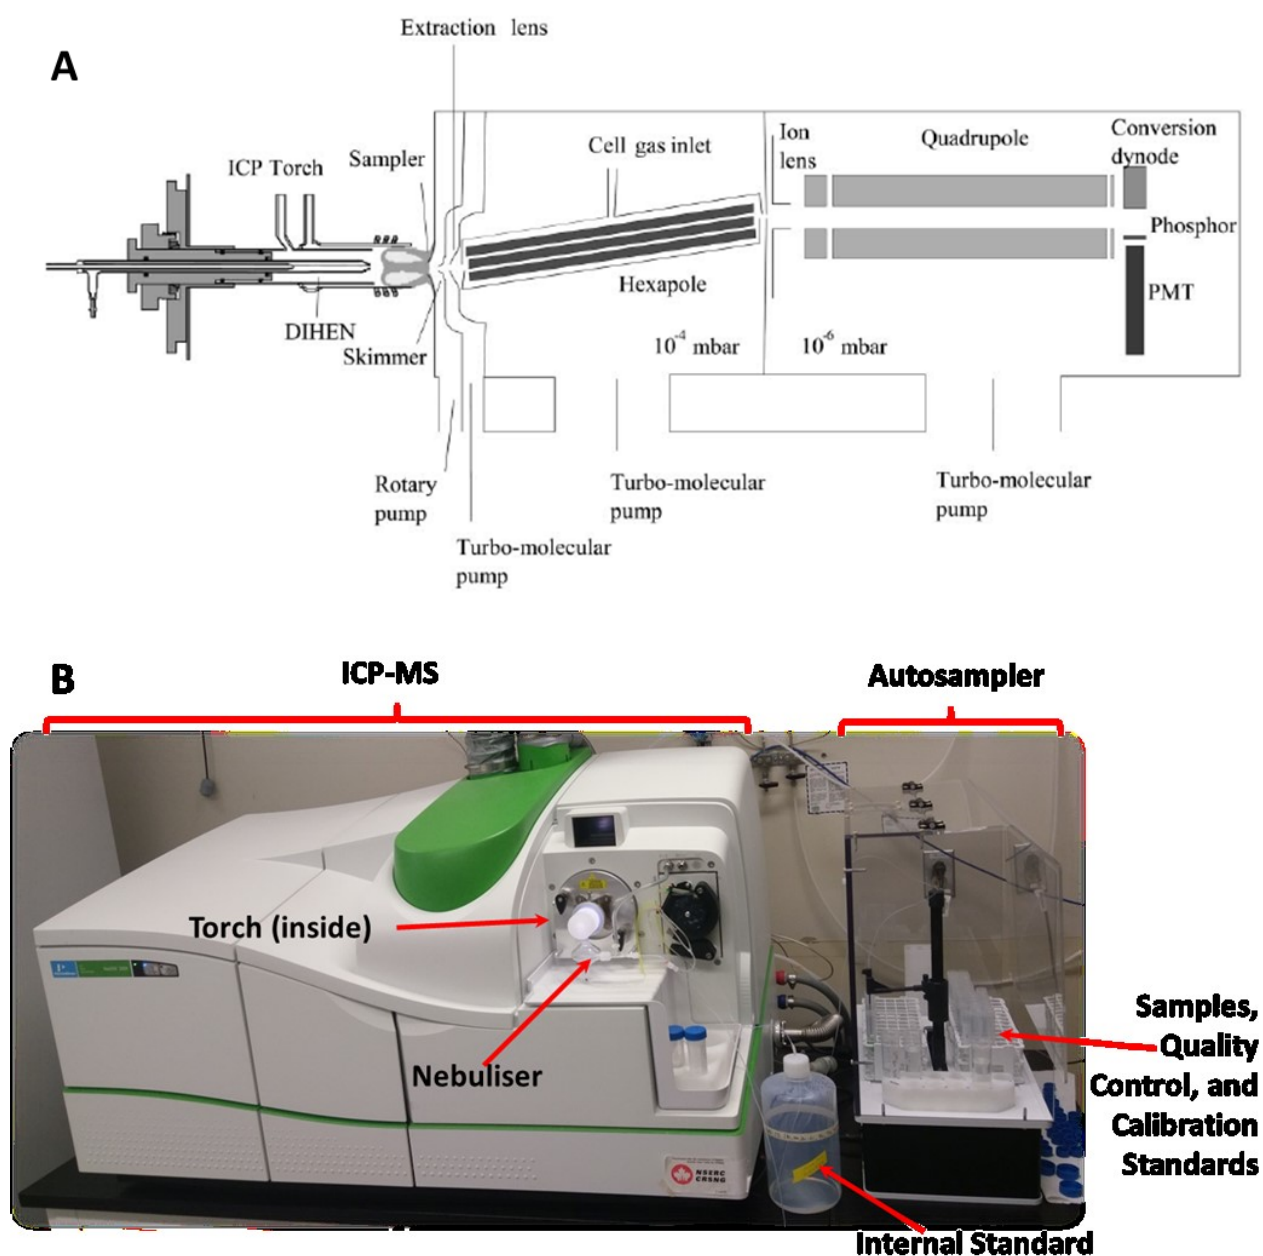 A
Extraction lens
ICP Torch
Sampler
Cell gas inlet
Ion
lens
Quadrupole
Conversion
dynode
Phosphor
PMT
Hexapole
DIHEN
Skimmer
10-4 mbar
10-6 mbar
Rotary
pump
Turbo-molecular
pump
Turbo-molecular
pump
Turbo-molecular
pump
B
ICP-MS
Autosampler
Torch (inside)
Nebuliser
Samples,
Quality
Control, and
Calibration
Standards
NSERC
CRSNG
Internal Standard